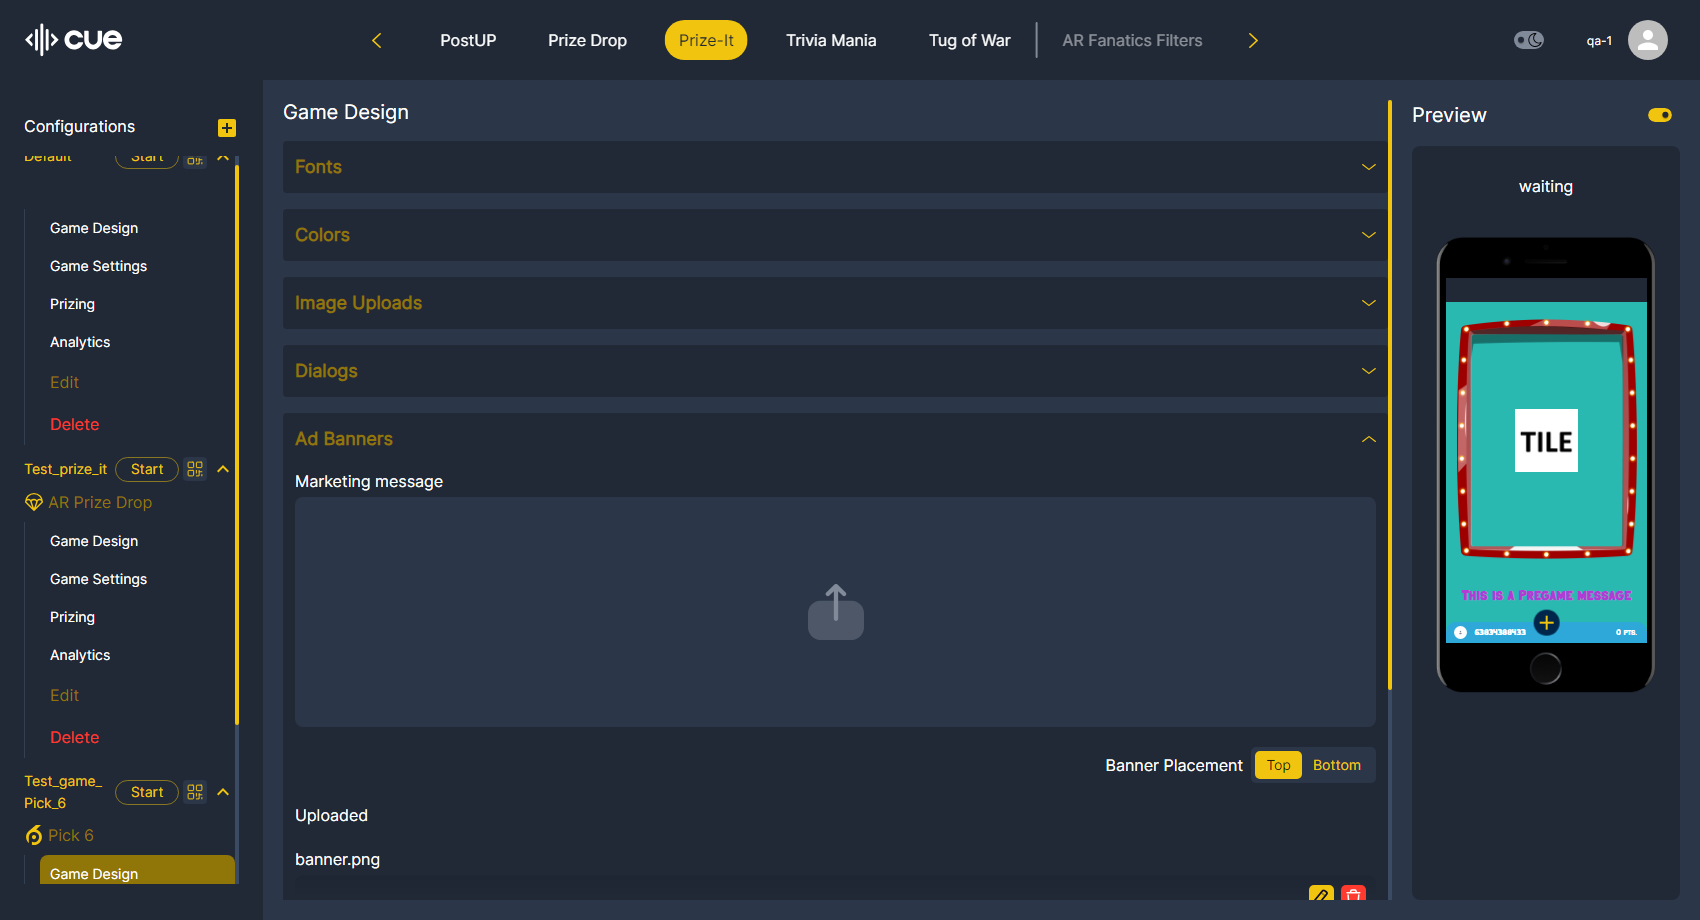 cue
PostUP
Prize Drop
Prize-It
Trivia Mania
Tug of War
AR Fanatics Filters
qa-1
Configurations
Default
Start
Game Design
Game Settings
Prizing
Analytics
Edit
Delete
Test_prize_it
Start
AR Prize Drop
Game Design
Game Settings
Prizing
Analytics
Edit
Delete
Test_game_
Pick_6
Start
Pick 6
Game Design
Game Design
Fonts
Colors
Image Uploads
Dialogs
Ad Banners
Marketing message
Banner Placement
Top
Bottom
Uploaded
banner.png
Preview
waiting
TILE
This is a Pregame message
0 PTS.